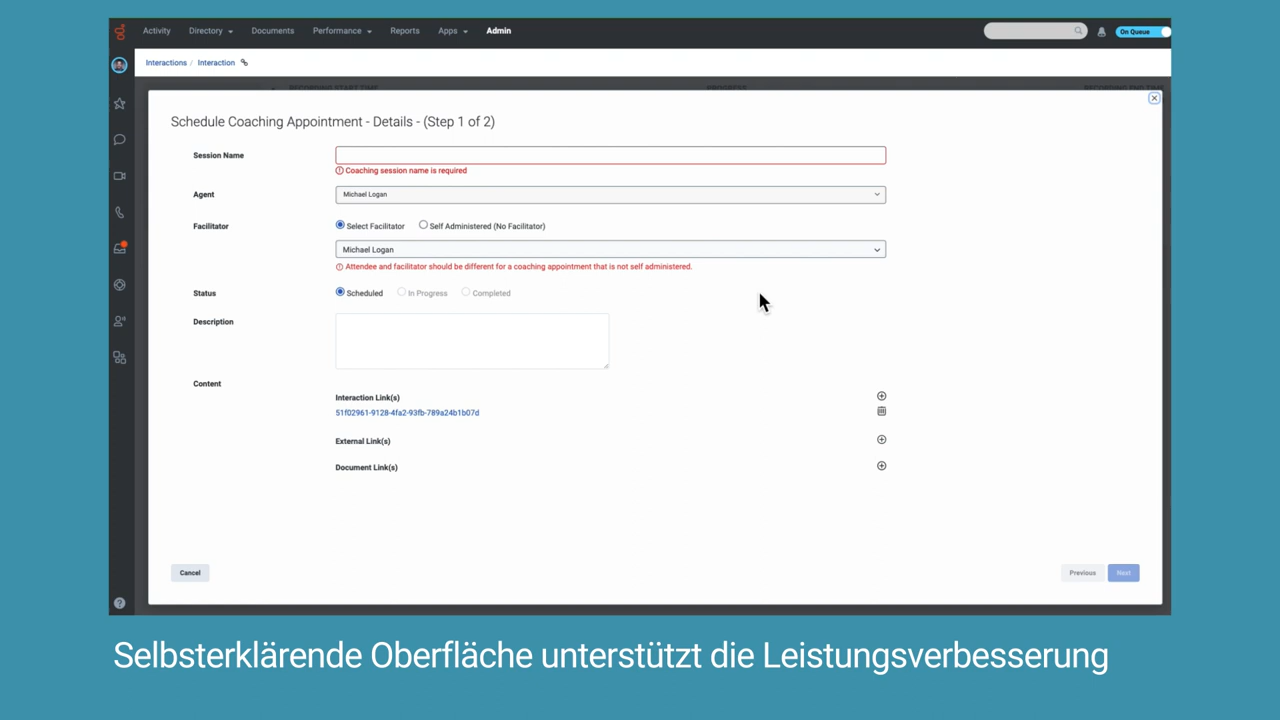 Activity Directory Documents Performance Reports Apps Admin On Queue
Interactions / Interaction
Schedule Coaching Appointment - Details - (Step 1 of 2)
Session Name
Coaching session name is required
Agent Michael Logan
Facilitator Select Facilitator Self Administered (No Facilitator)
Michael Logan
Attendee and facilitator should be different for a coaching appointment that is not self administered.
Status Scheduled In Progress Completed
Description
Content
Interaction Link(s)
51f02961-9128-4fa2-93fb-789a24b1b07d
External Link(s)
Document Link(s)
Cancel Previous Next
Selbsterklärende Oberfläche unterstützt die Leistungsverbesserung